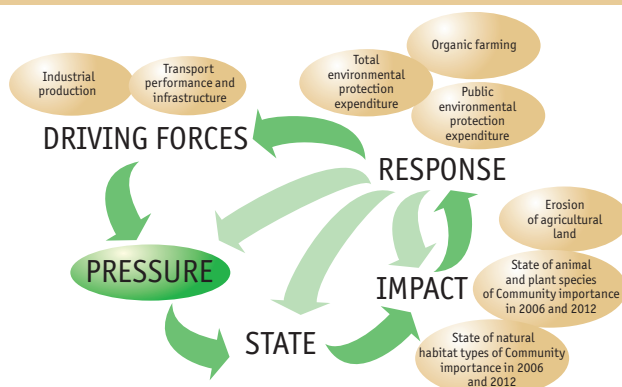 Organic farming
Total
environmental
protection
expenditure
Industrial
production
Transport
performance and
infrastructure
Public
environmental
protection
expenditure
DRIVING FORCES
RESPONSE
Erosion
of agricultural
land
PRESSURE
IMPACT
State of animal
and plant species
of Community importance
in 2006 and 2012
STATE
State of natural
habitat types of Community
importance in 2006
and 2012